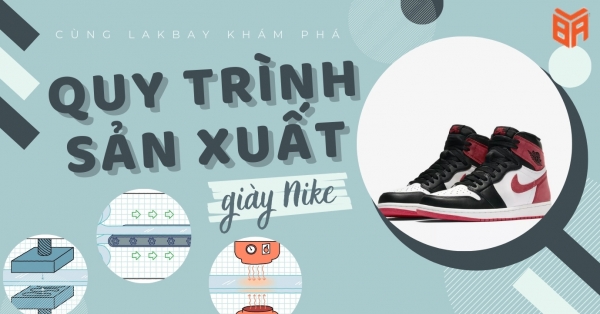 CÙNG LAKBAY KHÁM PHÁ
QUY TRÌNH
SẢN XUẤT
giày Nike